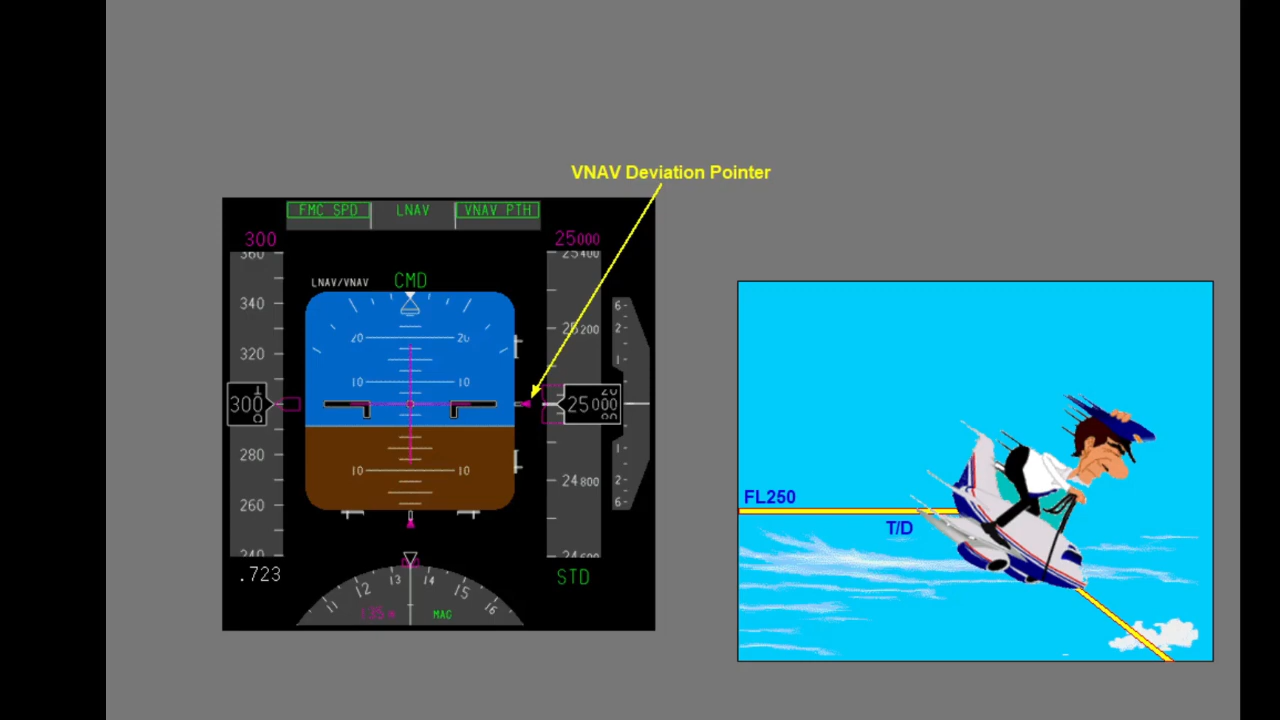 VNAV Deviation Pointer
FMC SPD LNAV VNAV PTH
300 25000
360 25400
LNAV/VNAV CMD
340
20 20 25200
320
10 10
300 25000
6
2
1
1
2
6
280
10 10 24800
260
240 24600
.723 STD
11 12 13 14 15 16
135 H MAG
FL250
T/D